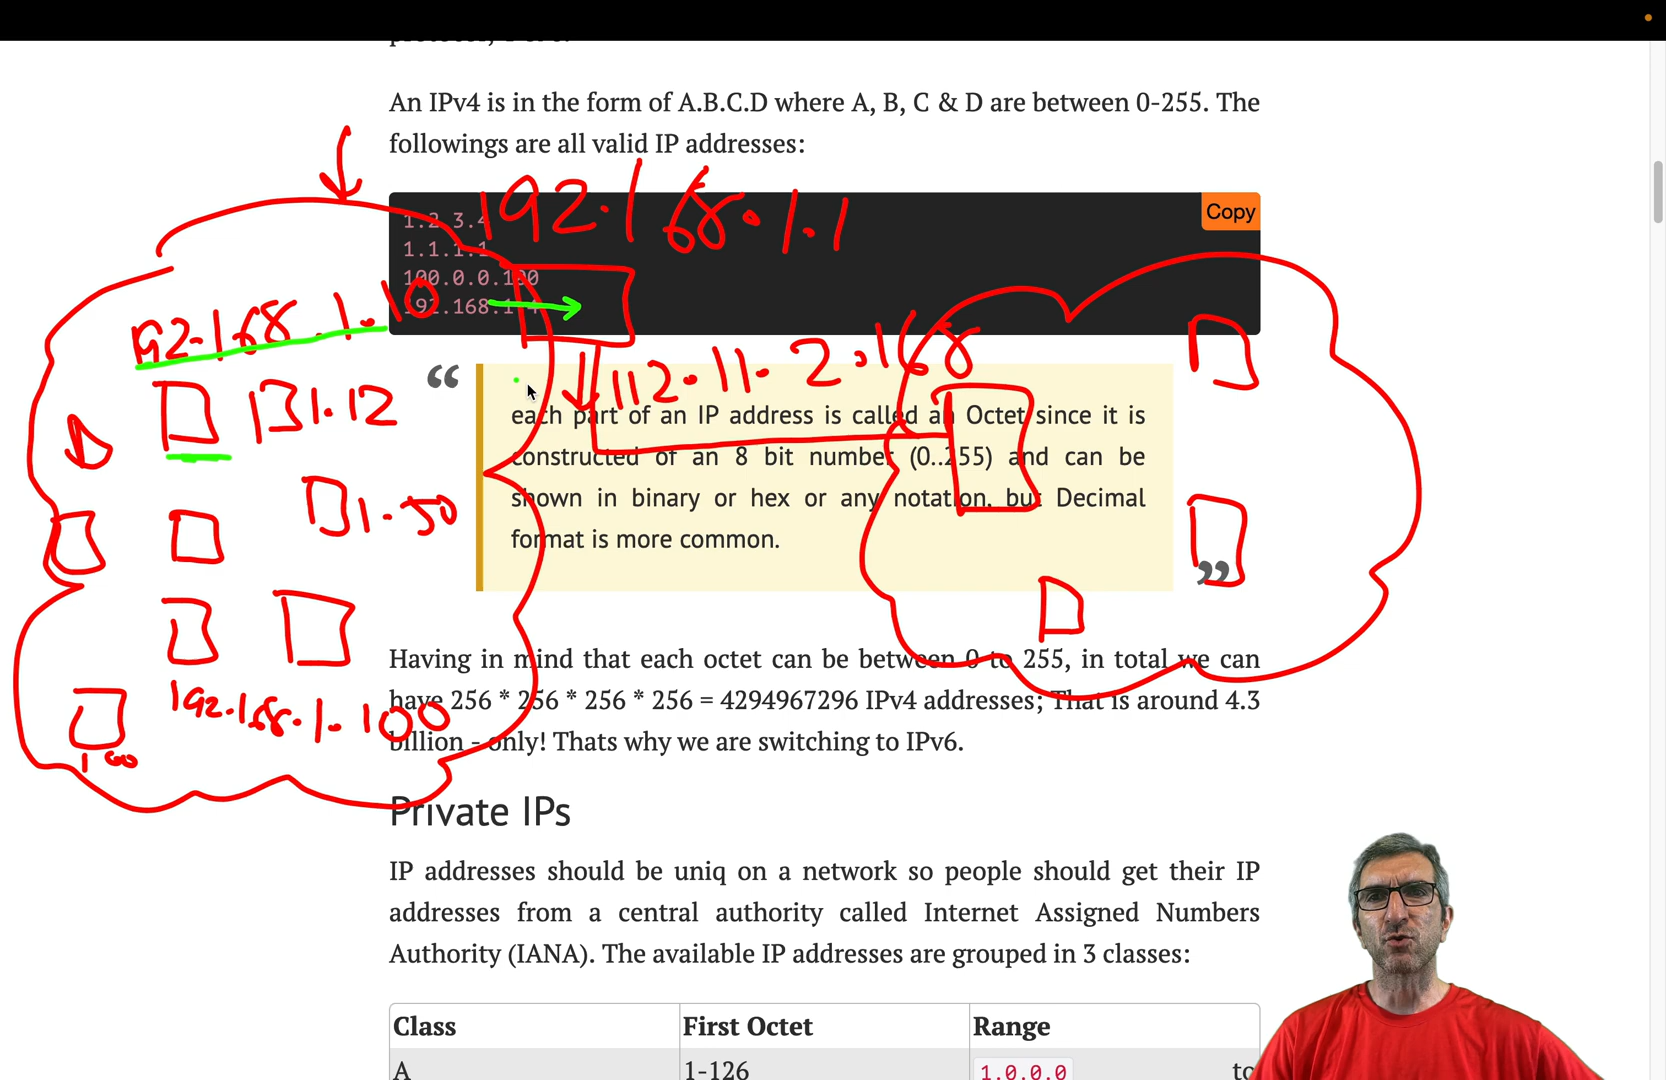 An IPv4 is in the form of A.B.C.D where A, B, C & D are between 0-255. The
followings are all valid IP addresses:
Copy
1.2.3.4
1.1.1.1
100.0.0.100
192.168.1.1
192.168.1.10
112.11.2.168
“
1.12
each part of an IP address is called an Octet since it is
constructed of an 8 bit number (0..255) and can be
shown in binary or hex or any notation, but Decimal
format is more common.
”
1.50
Having in mind that each octet can be between 0 to 255, in total we can
have 256 * 256 * 256 * 256 = 4294967296 IPv4 addresses; That is around 4.3
billion - only! Thats why we are switching to IPv6.
192.168.1.100
100
Private IPs
IP addresses should be uniq on a network so people should get their IP
addresses from a central authority called Internet Assigned Numbers
Authority (IANA). The available IP addresses are grouped in 3 classes:
Class First Octet Range
A 1-126 1.0.0.0 to